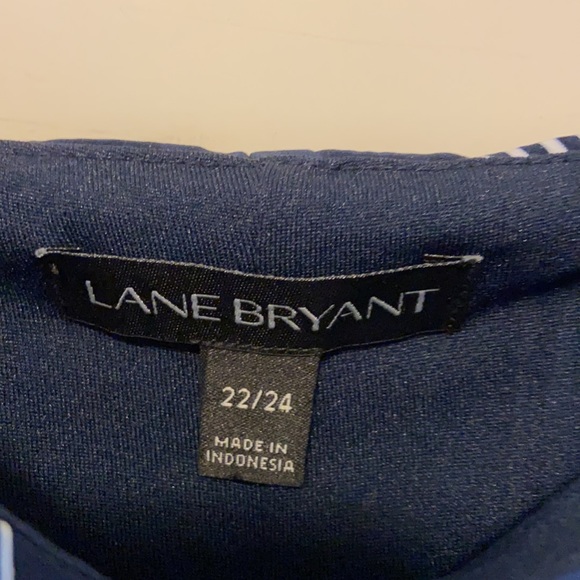 LANE BRYANT
22/24
MADE IN
INDONESIA